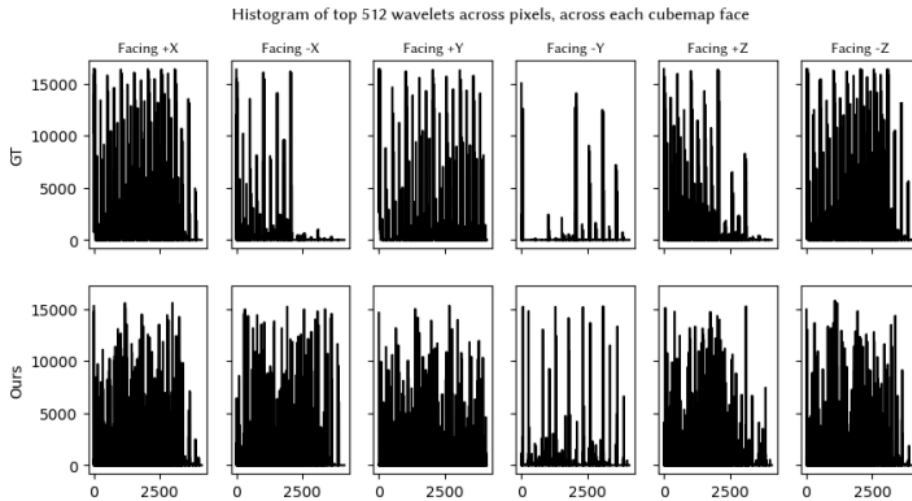 Histogram of top 512 wavelets across pixels, across each cubemap face
Facing +X Facing -X Facing +Y Facing -Y Facing +Z Facing -Z
GT
15000
10000
5000
0
Ours
15000
10000
5000
0
0 2500 0 2500 0 2500 0 2500 0 2500 0 2500